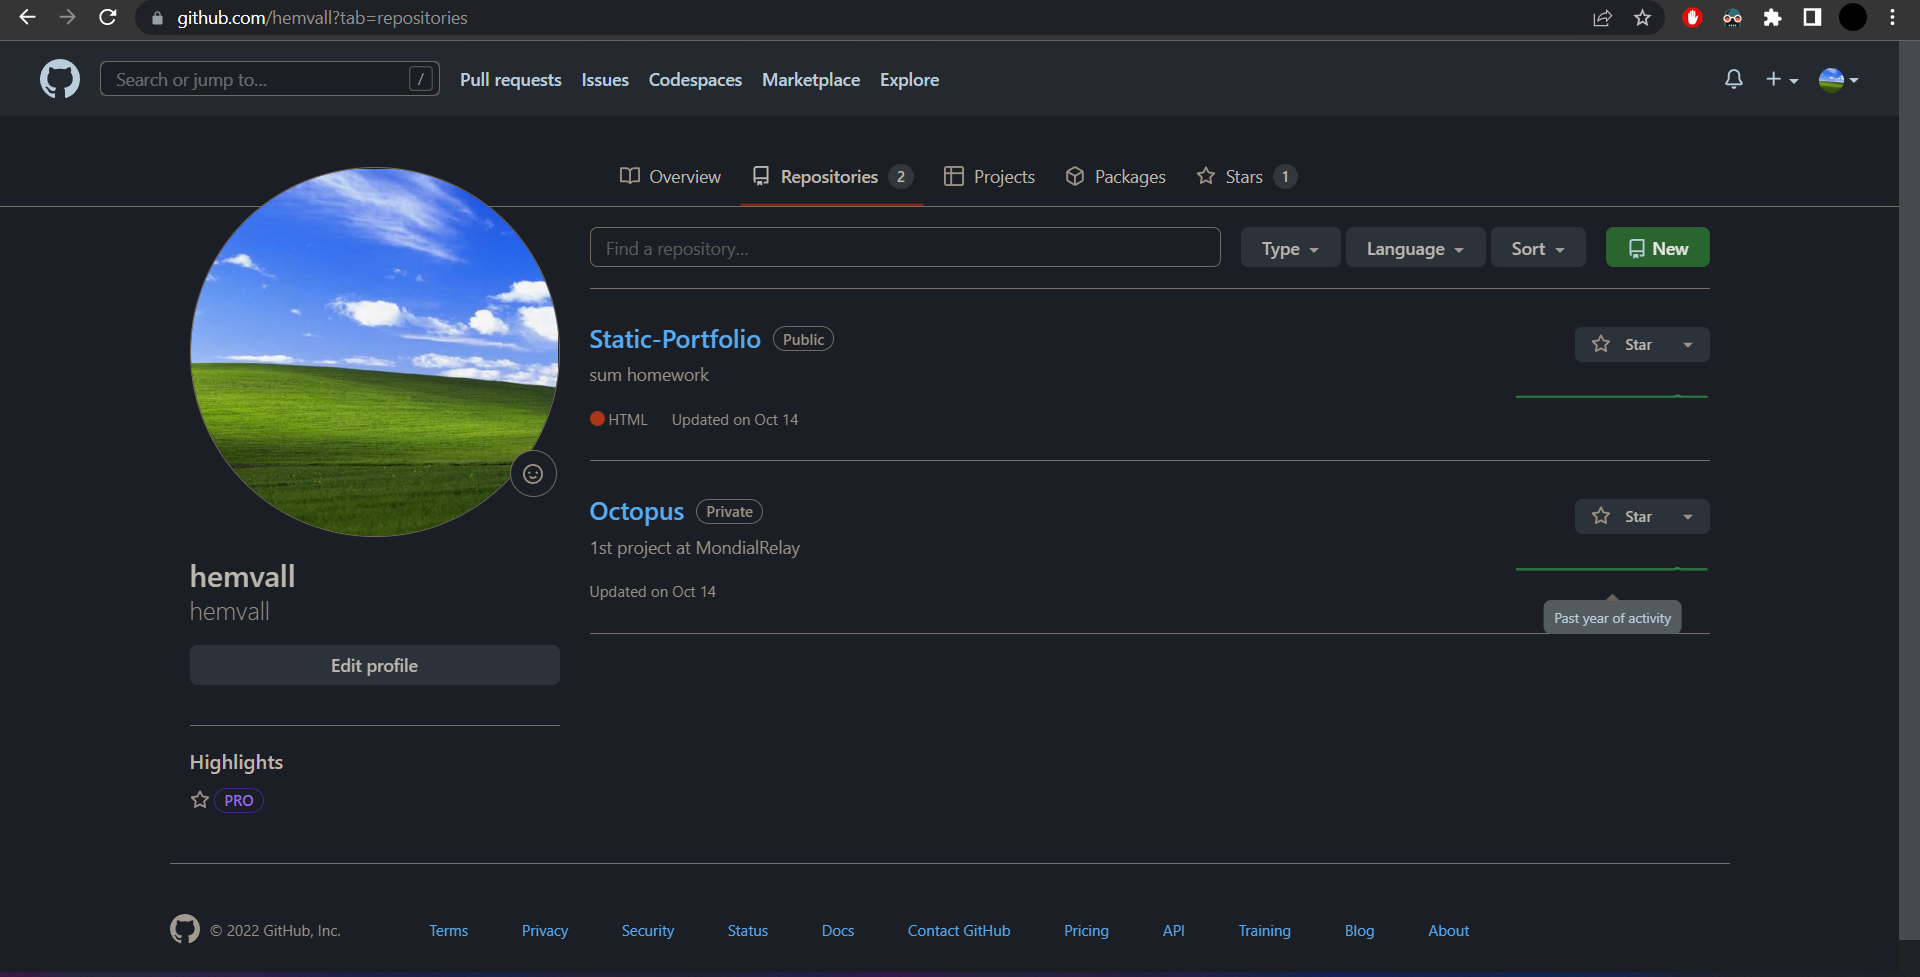 github.com/hemvall?tab=repositories
Search or jump to... /
Pull requests Issues Codespaces Marketplace Explore
Overview Repositories 2 Projects Packages Stars 1
Find a repository... Type Language Sort New
Static-Portfolio Public Star
sum homework
HTML Updated on Oct 14
Octopus Private Star
1st project at MondialRelay
Updated on Oct 14
Past year of activity
hemvall
hemvall
Edit profile
Highlights
PRO
© 2022 GitHub, Inc. Terms Privacy Security Status Docs Contact GitHub Pricing API Training Blog About